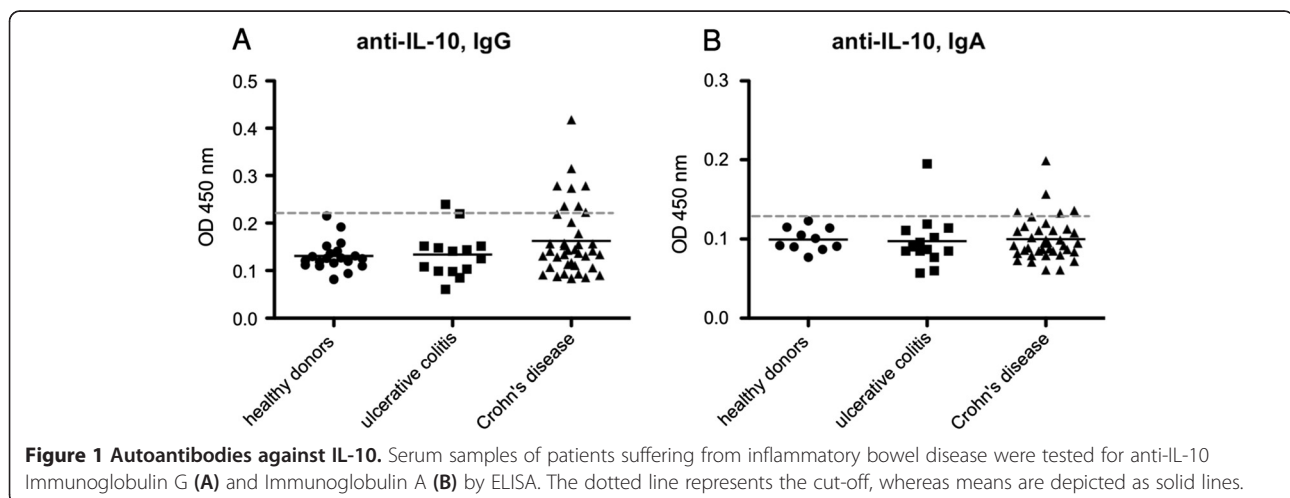 A
anti-IL-10, IgG
0.5
0.4
0.3
0.2
0.1
0.0
OD 450 nm
healthy donors
ulcerative colitis
Crohn's disease
B
anti-IL-10, IgA
0.3
0.2
0.1
0.0
OD 450 nm
healthy donors
ulcerative colitis
Crohn's disease
Figure 1 Autoantibodies against IL-10. Serum samples of patients suffering from inflammatory bowel disease were tested for anti-IL-10
Immunoglobulin G (A) and Immunoglobulin A (B) by ELISA. The dotted line represents the cut-off, whereas means are depicted as solid lines.